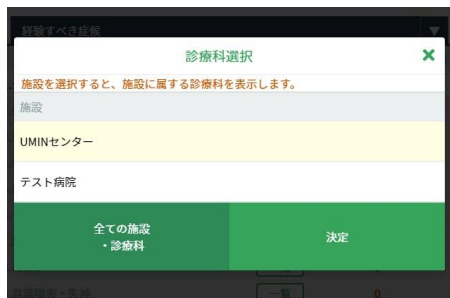 経験すべき症候
▼
診療科選択
×
施設を選択すると、施設に属する診療科を表示します。
施設
UMINセンター
テスト病院
全ての施設
・診療科
決定
一覧
0